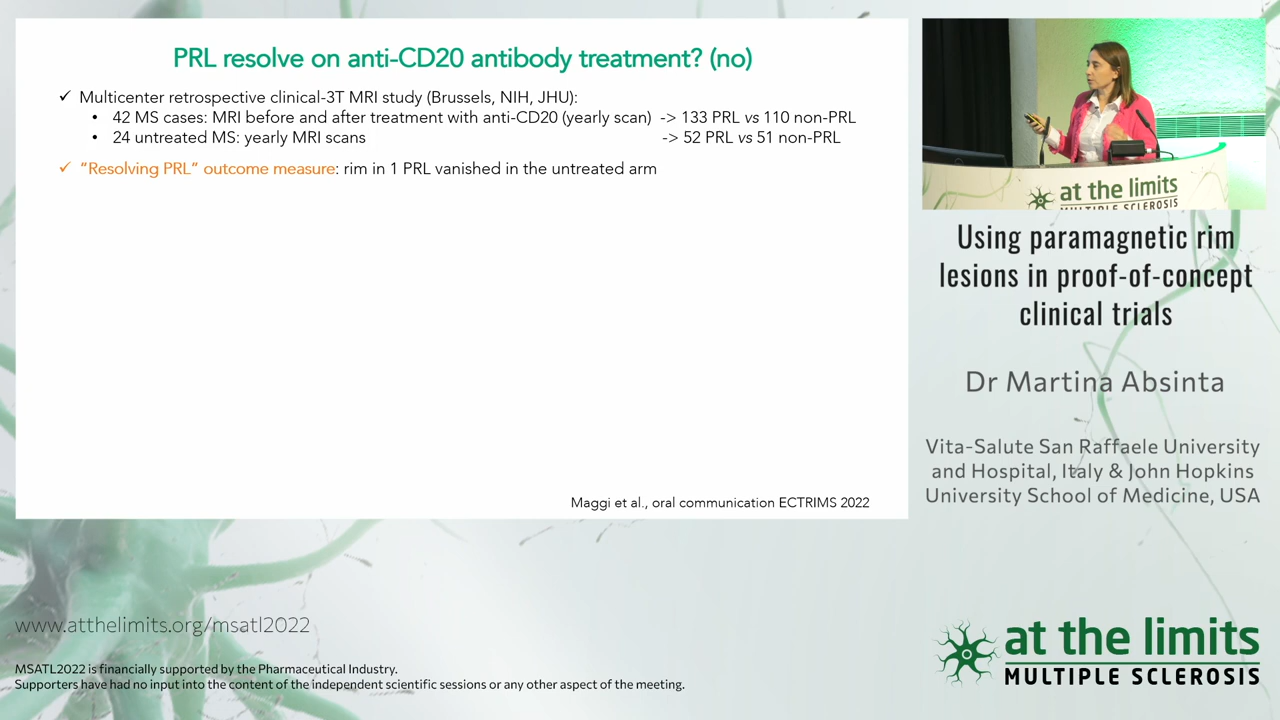 PRL resolve on anti-CD20 antibody treatment? (no)
✓ Multicenter retrospective clinical-3T MRI study (Brussels, NIH, JHU):
• 42 MS cases: MRI before and after treatment with anti-CD20 (yearly scan) -> 133 PRL vs 110 non-PRL
• 24 untreated MS: yearly MRI scans -> 52 PRL vs 51 non-PRL
✓ “Resolving PRL” outcome measure: rim in 1 PRL vanished in the untreated arm
Maggi et al., oral communication ECTRIMS 2022
at the limits
MULTIPLE SCLEROSIS
Using paramagnetic rim
lesions in proof-of-concept
clinical trials
Dr Martina Absinta
Vita-Salute San Raffaele University
and Hospital, Italy & John Hopkins
University School of Medicine, USA
www.atthelimits.org/msatl2022
MSATL2022 is financially supported by the Pharmaceutical Industry.
Supporters have had no input into the content of the independent scientific sessions or any other aspect of the meeting.
at the limits
MULTIPLE SCLEROSIS